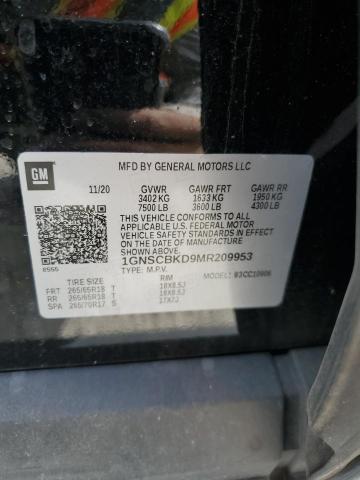 GM
MFD BY GENERAL MOTORS LLC
11/20 GVWR GAWR FRT GAWR RR
3402 KG 1633 KG 1950 KG
7500 LB 3600 LB 4300 LB
THIS VEHICLE CONFORMS TO ALL
APPLICABLE U.S. FEDERAL MOTOR
VEHICLE SAFETY STANDARDS IN
EFFECT ON THE DATE OF
MANUFACTURE SHOWN ABOVE.
1GNSCBKD9MR209953
TYPE: M.P.V. MODEL:
TIRE SIZE RIM
FRT 265/65R18 T 18X8.5J
RR 265/65R18 T 18X8.5J
SPA 265/70R17 S 17X7J